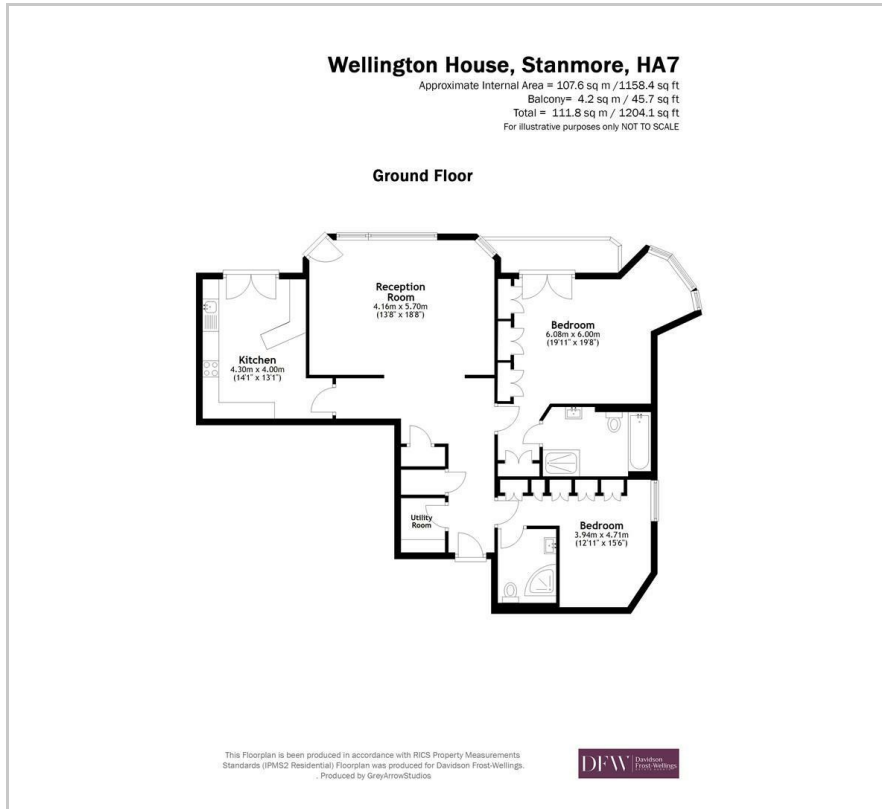 Wellington House, Stanmore, HA7
Approximate Internal Area = 107.6 sq m /1158.4 sq ft
Balcony= 4.2 sq m / 45.7 sq ft
Total = 111.8 sq m / 1204.1 sq ft
For illustrative purposes only NOT TO SCALE
Ground Floor
Reception
Room
4.16m x 5.70m
(13'8" x 18'8")
Bedroom
6.08m x 6.00m
(19'11" x 19'8")
Kitchen
4.30m x 4.00m
(14'1" x 13'1")
Utility
Room
Bedroom
3.94m x 4.71m
(12'11" x 15'6")
This Floorplan is been produced in accordance with RICS Property Measurements
Standards (IPMS2 Residential) Floorplan was produced for Davidson Frost-Wellings.
. Produced by GreyArrowStudios
DFW
Davidson
Frost-Wellings